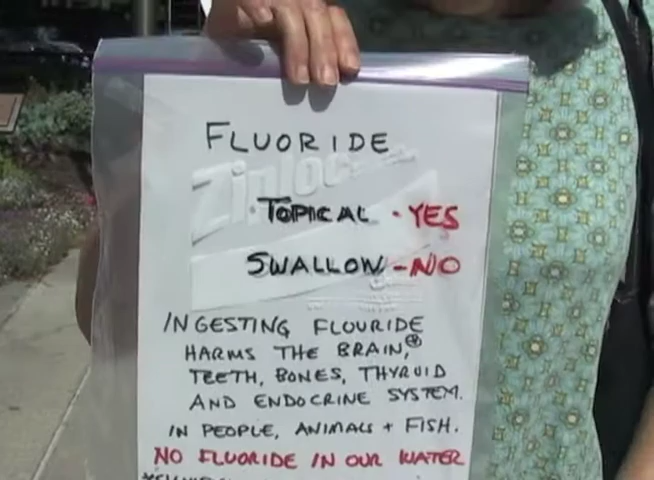 FLUORIDE
Ziploc
TOPICAL - YES
SWALLOW - NO
INGESTING FLOURIDE
HARMS THE BRAIN,
TEETH, BONES, THYROID
AND ENDOCRINE SYSTEM.
IN PEOPLE, ANIMALS + FISH.
NO FLUORIDE IN OUR WATER